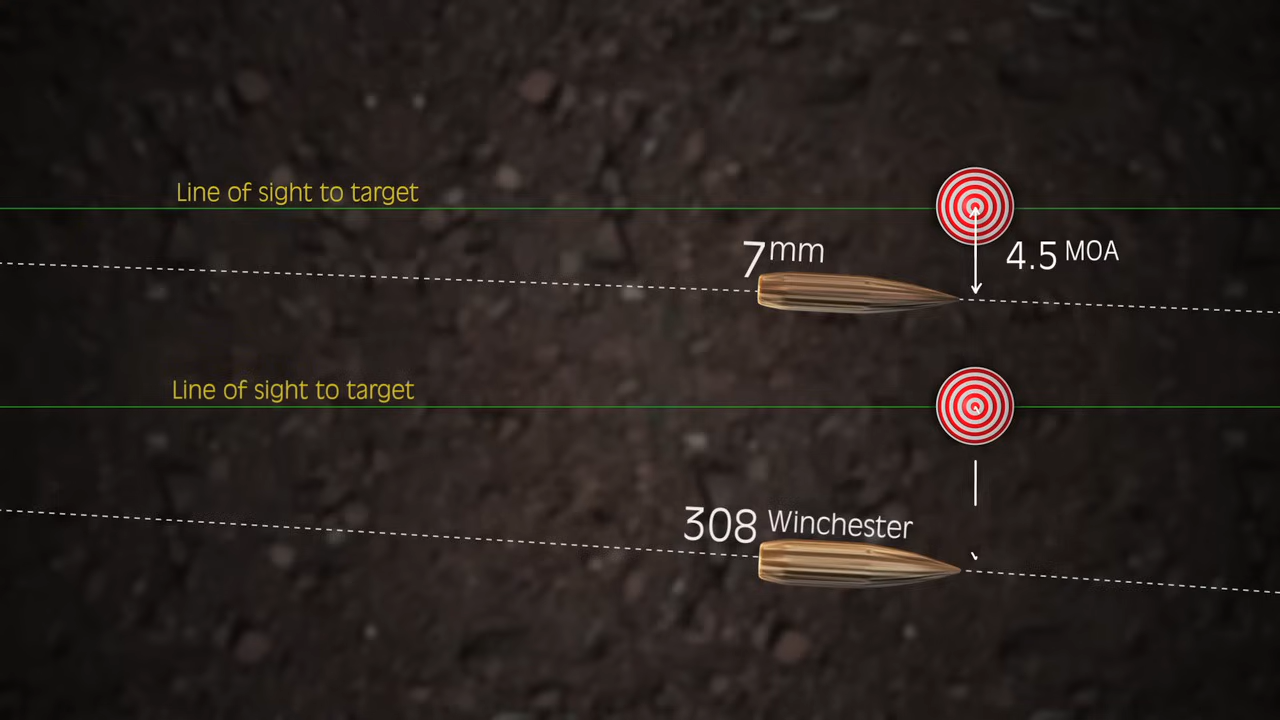 Line of sight to target
7mm
4.5 MOA
Line of sight to target
308 Winchester